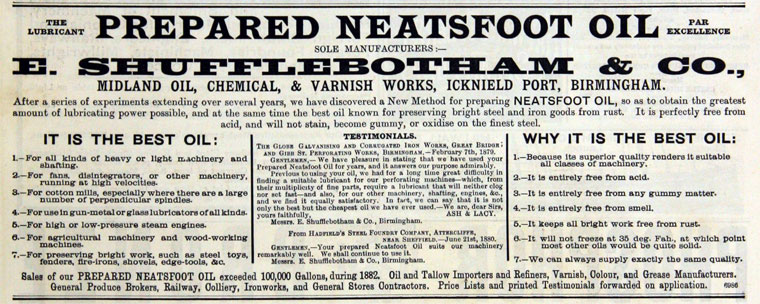 THE LUBRICANT PREPARED NEATSFOOT OIL PAR EXCELLENCE
SOLE MANUFACTURERS:—
E. SHUFFLEBOTHAM & CO.,
MIDLAND OIL, CHEMICAL, & VARNISH WORKS, ICKNIELD PORT, BIRMINGHAM.
After a series of experiments extending over several years, we have discovered a New Method for preparing NEATSFOOT OIL, so as to obtain the greatest
amount of lubricating power possible, and at the same time the best oil known for preserving bright steel and iron goods from rust. It is perfectly free from
acid, and will not stain, become gummy, or oxidise on the finest steel.
IT IS THE BEST OIL:
1.—For all kinds of heavy or light machinery and
shafting.
2.—For fans, disintegrators, or other machinery,
running at high velocities.
3.—For cotton mills, especially where there are a large
number of perpendicular spindles.
4.—For use in gun-metal or glass lubricators of all kinds.
5.—For high or low-pressure steam engines.
6.—For agricultural machinery and wood-working
machines.
7.—For preserving bright work, such as steel toys,
fenders, fire-irons, shovels, edge-tools, &c.
TESTIMONIALS.
THE GLOBE GALVANISING AND CORRUGATED IRON WORKS, GREAT BRIDGE;
AND GIBB ST. PERFORATING WORKS, BIRMINGHAM.—February 7th, 1879.
GENTLEMEN,—We have pleasure in stating that we have used your
Prepared Neatsfoot Oil for years, and it answers our purpose admirably.
Previous to using your oil, we had for a long time great difficulty in
finding a suitable lubricant for our perforating machines—which, from
their multiplicity of fine parts, require a lubricant that will neither clog
nor set fast—and also, for our other machinery, shafting, engines, &c.,
and we find it equally satisfactory. In fact, we can say that it is not
only the best but the cheapest oil we have ever used.—We are, dear Sirs,
yours faithfully, ASH & LACY.
Messrs. E. Shufflebotham & Co., Birmingham.
From HADFIELD'S STEEL FOUNDRY COMPANY, ATTERCLIFFE,
NEAR SHEFFIELD.—June 21st, 1880.
GENTLEMEN,—Your prepared Neatsfoot Oil suits our machinery
remarkably well. We shall continue to use it.
Messrs. E. Shufflebotham & Co., Birmingham.
WHY IT IS THE BEST OIL:
1.—Because its superior quality renders it suitable
all classes of machinery.
2.—It is entirely free from acid.
3.—It is entirely free from any gummy matter.
4.—It is entirely free from smell.
5.—It keeps all bright work free from rust.
6.—It will not freeze at 35 deg. Fah., at which point
most other oils would be quite solid.
7.—We can always supply exactly the same quality.
Sales of our PREPARED NEATSFOOT OIL exceeded 100,000 Gallons, during 1882. Oil and Tallow Importers and Refiners, Varnish, Colour, and Grease Manufacturers.
General Produce Brokers, Railway, Colliery, Ironworks, and General Stores Contractors. Price Lists and printed Testimonials forwarded on application. 6986